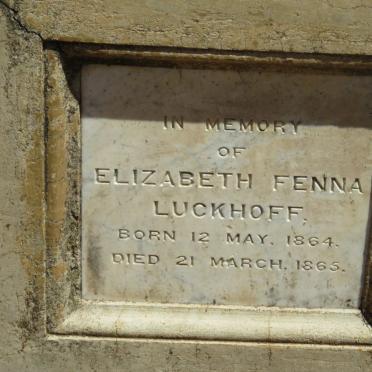 IN MEMORY
OF
ELIZABETH FENNA
LUCKHOFF.
BORN 12 MAY. 1864.
DIED 21 MARCH. 1865.